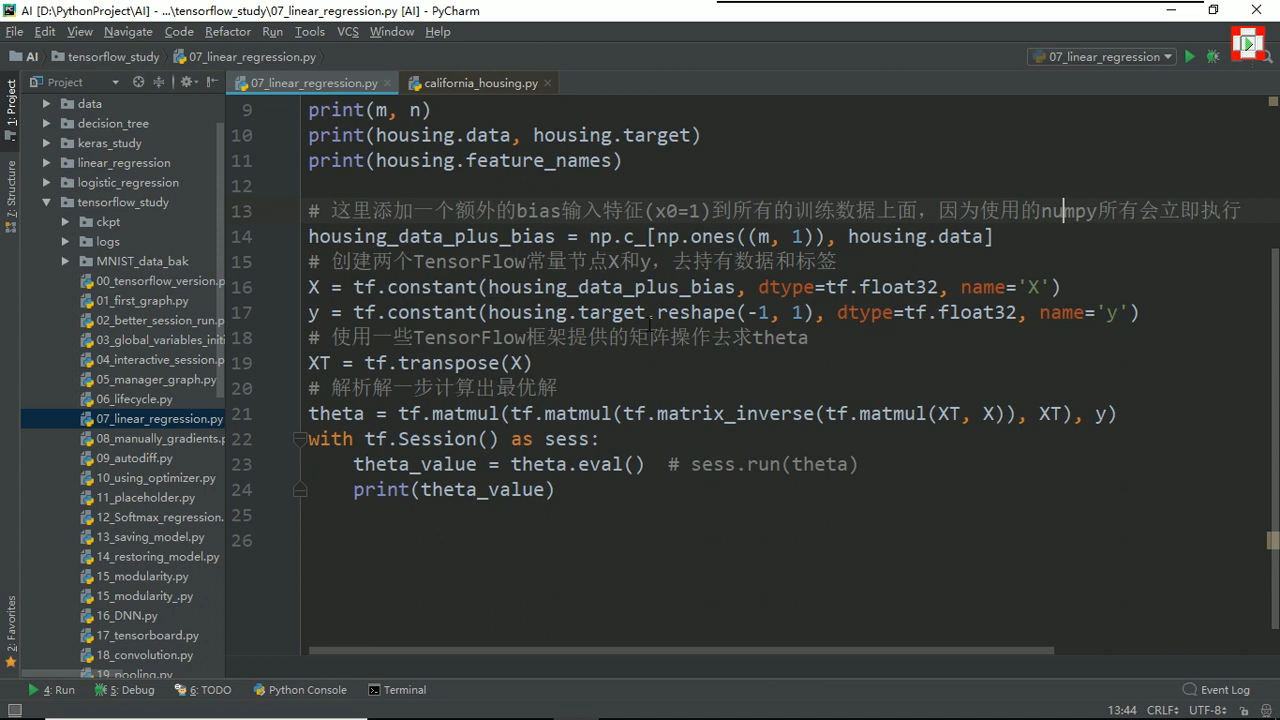 AI [D:\PythonProject\AI] - ...\tensorflow_study\07_linear_regression.py [AI] - PyCharm
File Edit View Navigate Code Refactor Run Tools VCS Window Help
AI tensorflow_study 07_linear_regression.py 07_linear_regression
Project 07_linear_regression.py california_housing.py
1: Project
7: Structure
2: Favorites
data
decision_tree
keras_study
linear_regression
logistic_regression
tensorflow_study
ckpt
logs
MNIST_data_bak
00_tensorflow_version.
01_first_graph.py
02_better_session_run.p
03_global_variables_initi
04_interactive_session.p
05_manager_graph.py
06_lifecycle.py
07_linear_regression.py
08_manually_gradients.p
09_autodiff.py
10_using_optimizer.py
11_placeholder.py
12_Softmax_regression.
13_saving_model.py
14_restoring_model.py
15_modularity.py
15_modularity_.py
16_DNN.py
17_tensorboard.py
18_convolution.py
19_pooling.py
9 print(m, n)
10 print(housing.data, housing.target)
11 print(housing.feature_names)
12
13 # 这里添加一个额外的bias输入特征(x0=1)到所有的训练数据上面，因为使用的numpy所有会立即执行
14 housing_data_plus_bias = np.c_[np.ones((m, 1)), housing.data]
15 # 创建两个TensorFlow常量节点X和y，去持有数据和标签
16 X = tf.constant(housing_data_plus_bias, dtype=tf.float32, name='X')
17 y = tf.constant(housing.target.reshape(-1, 1), dtype=tf.float32, name='y')
18 # 使用一些TensorFlow框架提供的矩阵操作去求theta
19 XT = tf.transpose(X)
20 # 解析解一步计算出最优解
21 theta = tf.matmul(tf.matmul(tf.matrix_inverse(tf.matmul(XT, X)), XT), y)
22 with tf.Session() as sess:
23 theta_value = theta.eval()  # sess.run(theta)
24 print(theta_value)
25
26
4: Run 5: Debug 6: TODO Python Console Terminal Event Log
13:44 CRLF UTF-8